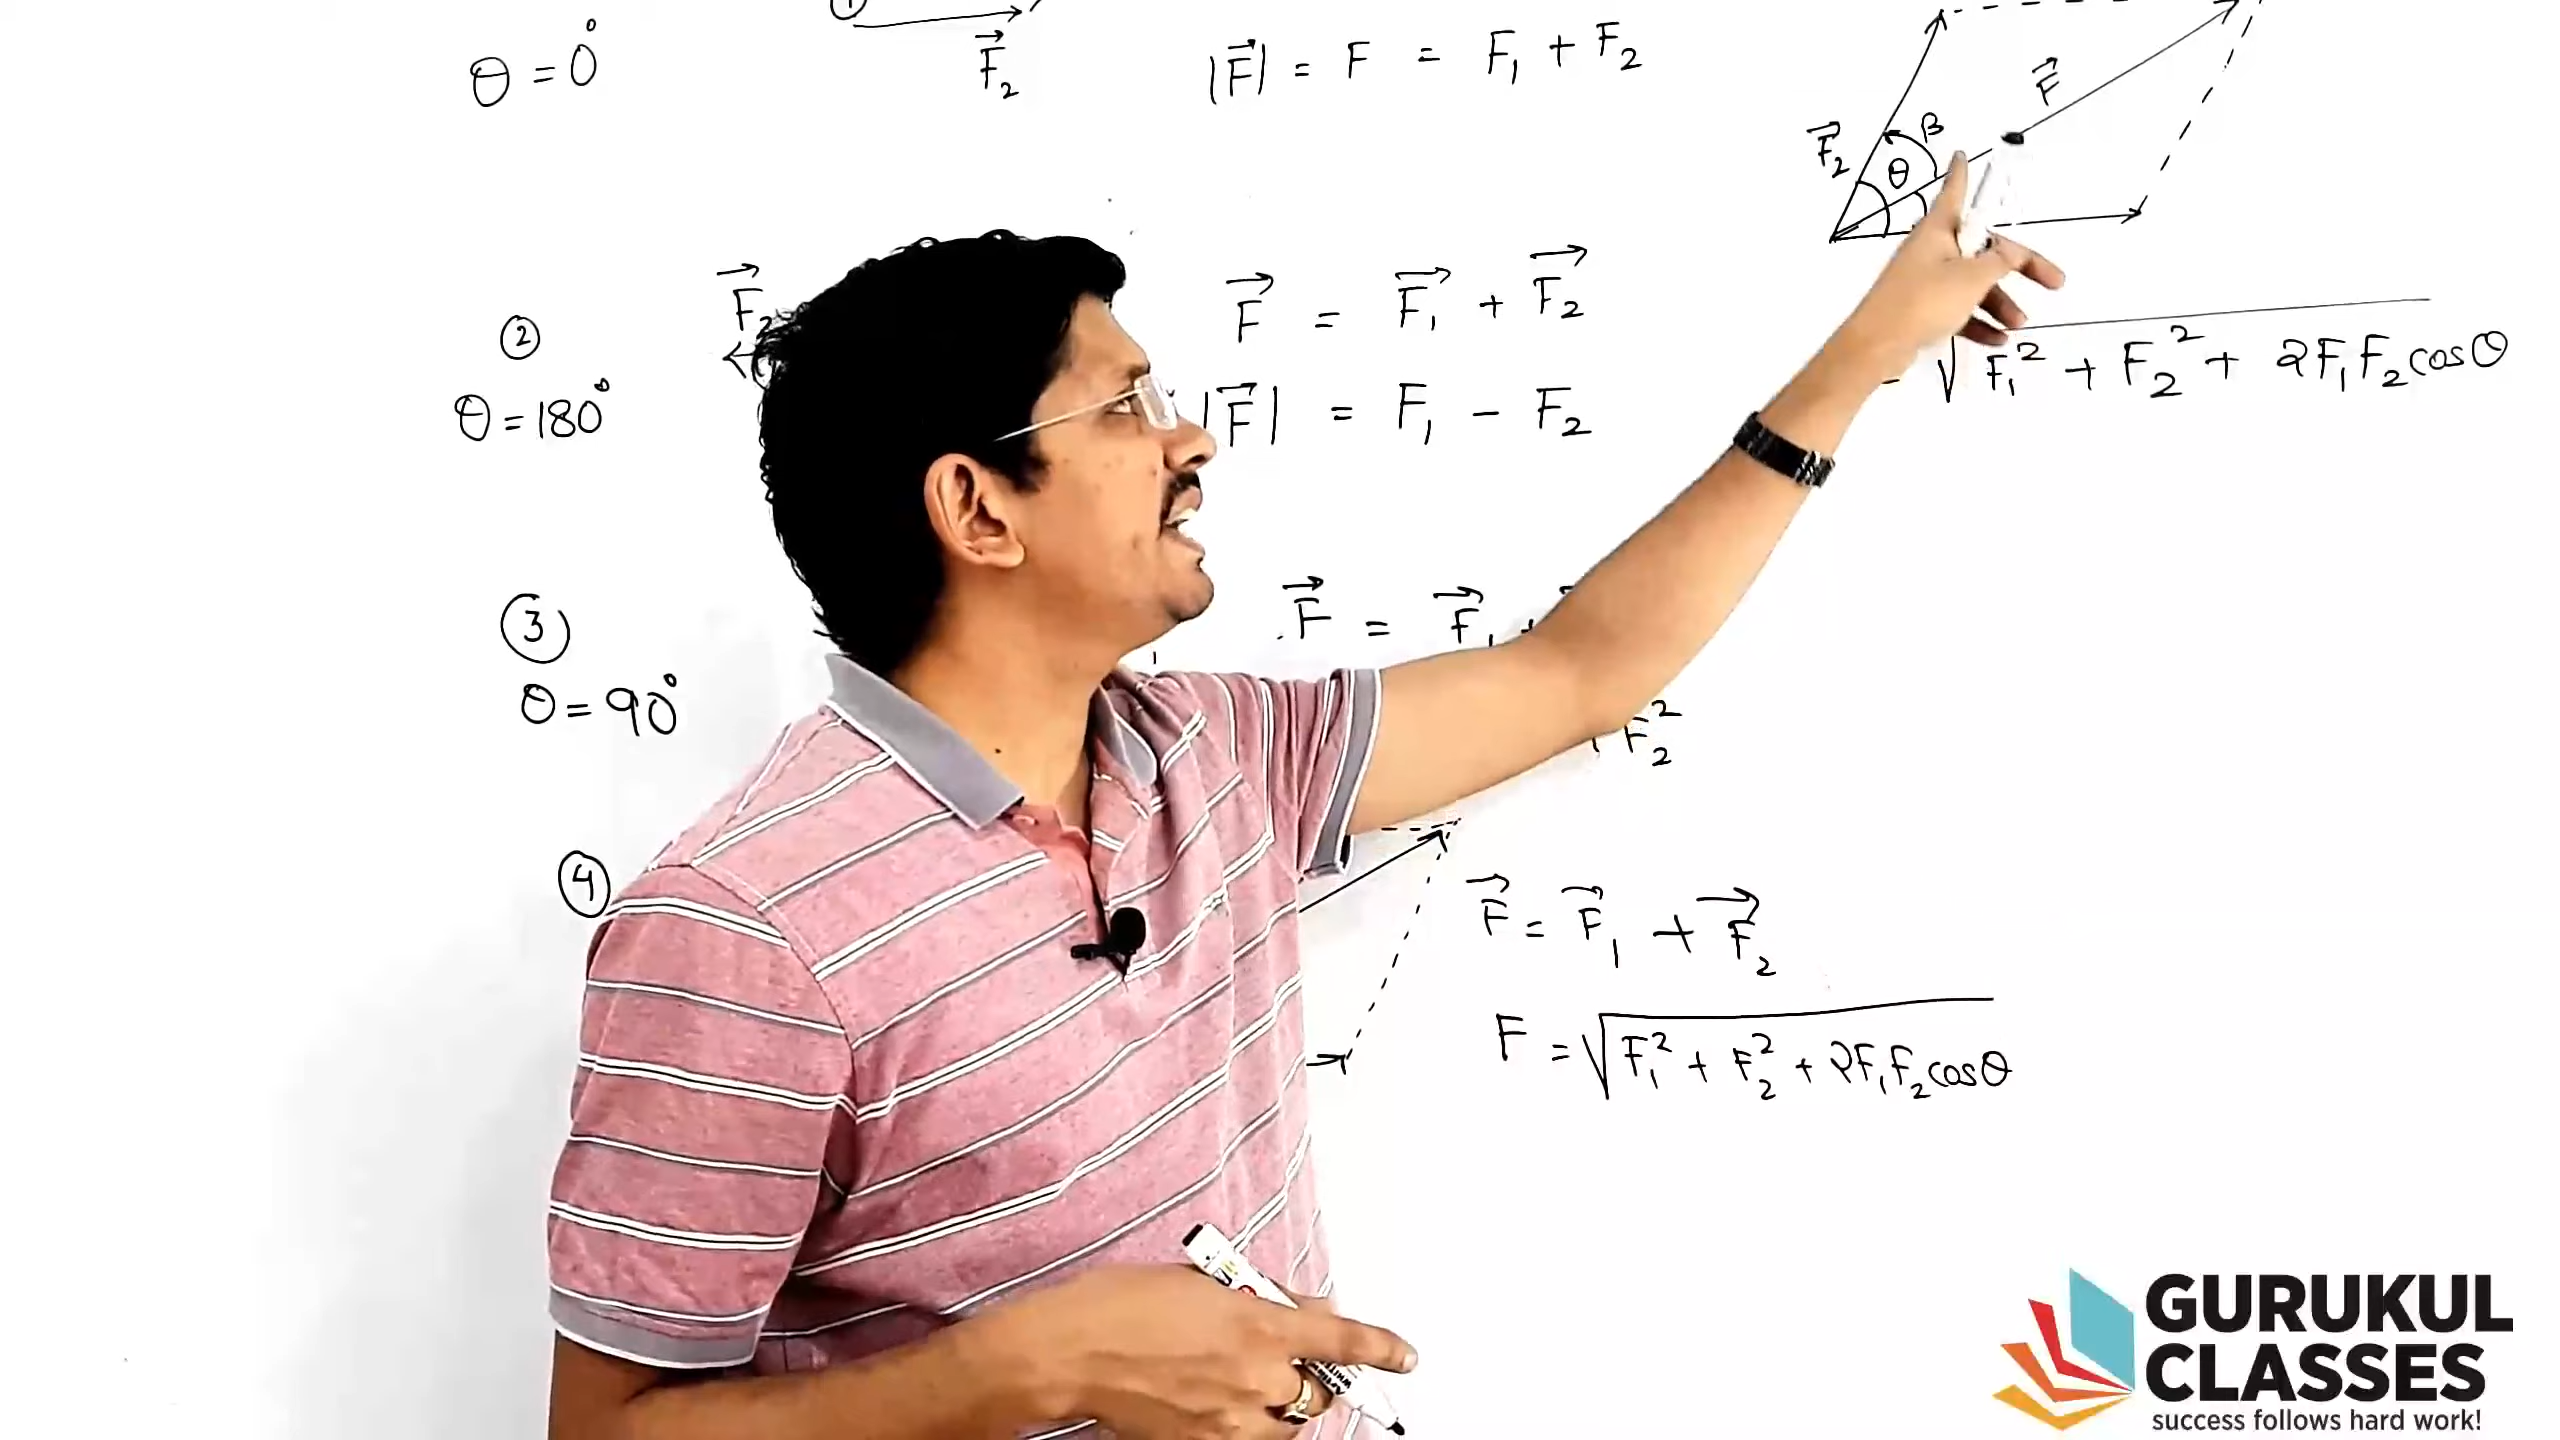 ①
θ = 0°
F⃗₂
|F⃗| = F = F₁ + F₂
F⃗
β
F⃗₂
θ
②
θ = 180°
F⃗₂
F⃗ = F⃗₁ + F⃗₂
|F⃗| = F₁ - F₂
√F₁² + F₂² + 2F₁F₂cosθ
③
θ = 90°
F⃗ = F⃗₁ +
F₂²
④
F⃗ = F⃗₁ + F⃗₂
F = √F₁² + F₂² + 2F₁F₂cosθ
GURUKUL
CLASSES
success follows hard work!